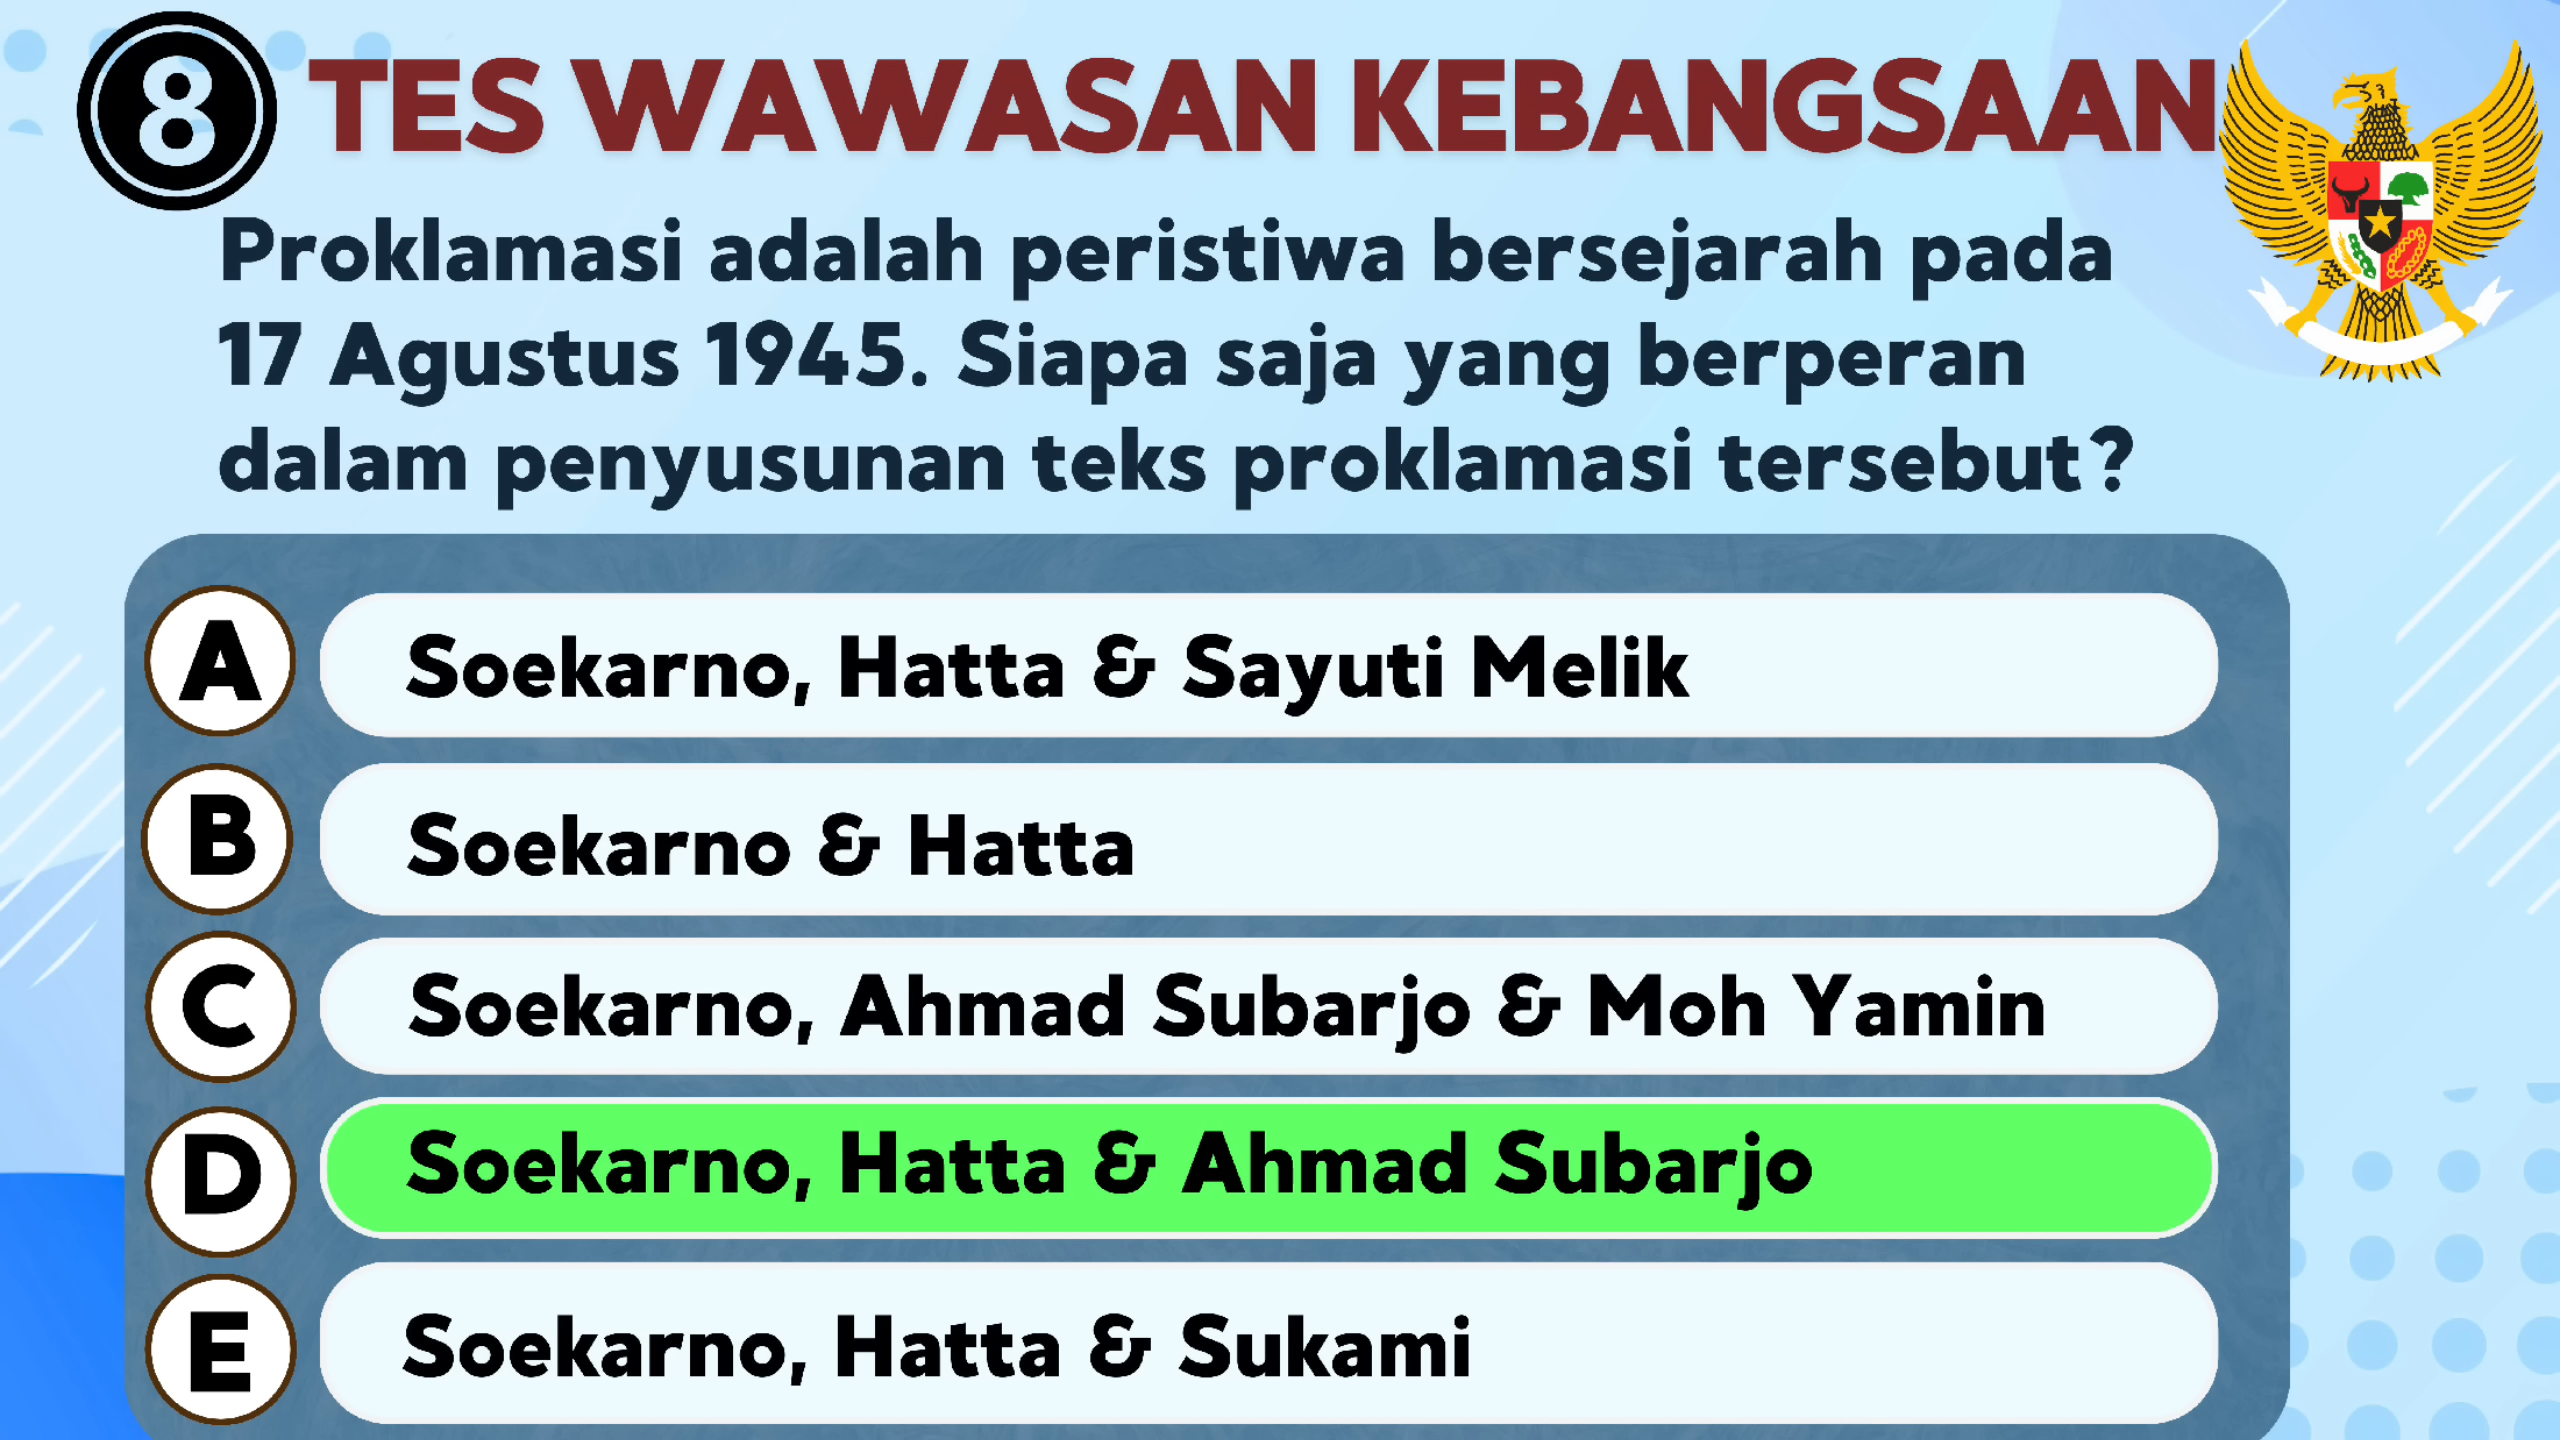 8 TES WAWASAN KEBANGSAAN
Proklamasi adalah peristiwa bersejarah pada
17 Agustus 1945. Siapa saja yang berperan
dalam penyusunan teks proklamasi tersebut?
A Soekarno, Hatta & Sayuti Melik
B Soekarno & Hatta
C Soekarno, Ahmad Subarjo & Moh Yamin
D Soekarno, Hatta & Ahmad Subarjo
E Soekarno, Hatta & Sukami